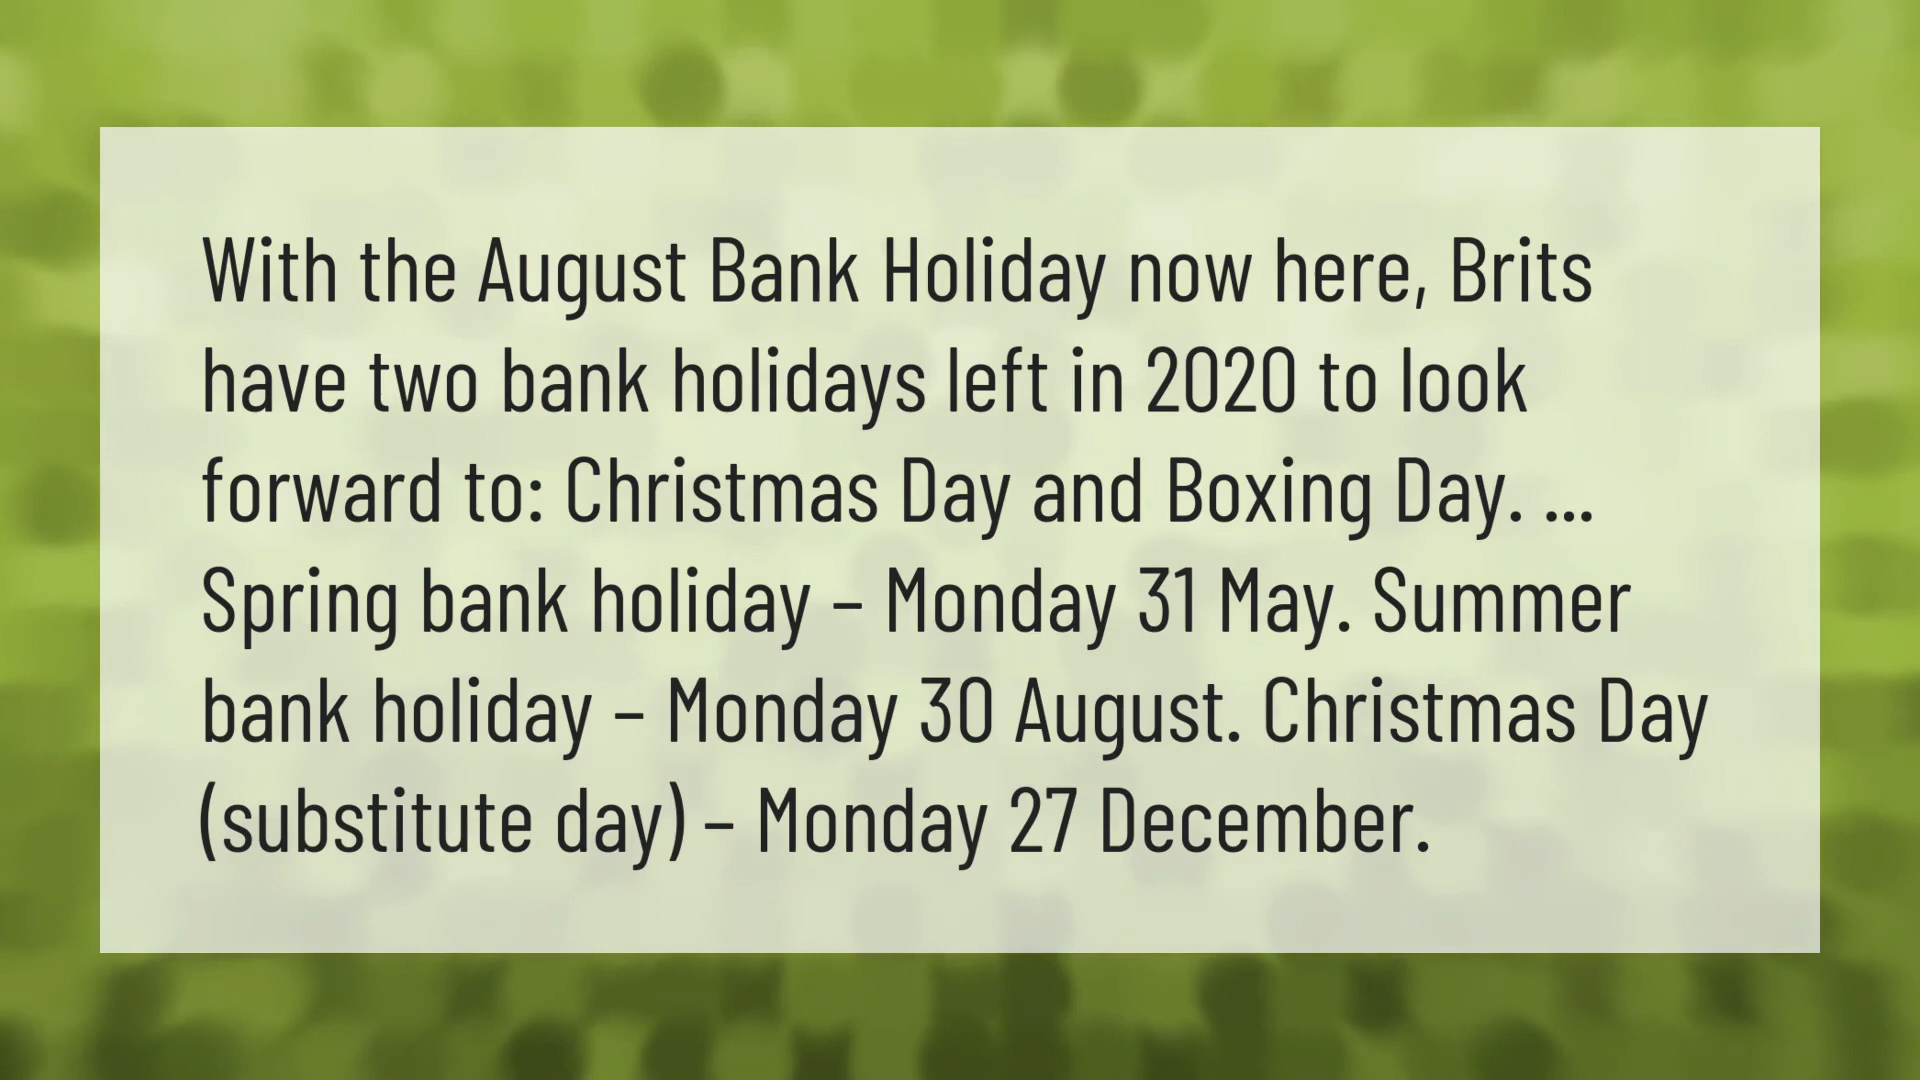 With the August Bank Holiday now here, Brits
have two bank holidays left in 2020 to look
forward to: Christmas Day and Boxing Day. ...
Spring bank holiday – Monday 31 May. Summer
bank holiday – Monday 30 August. Christmas Day
(substitute day) – Monday 27 December.